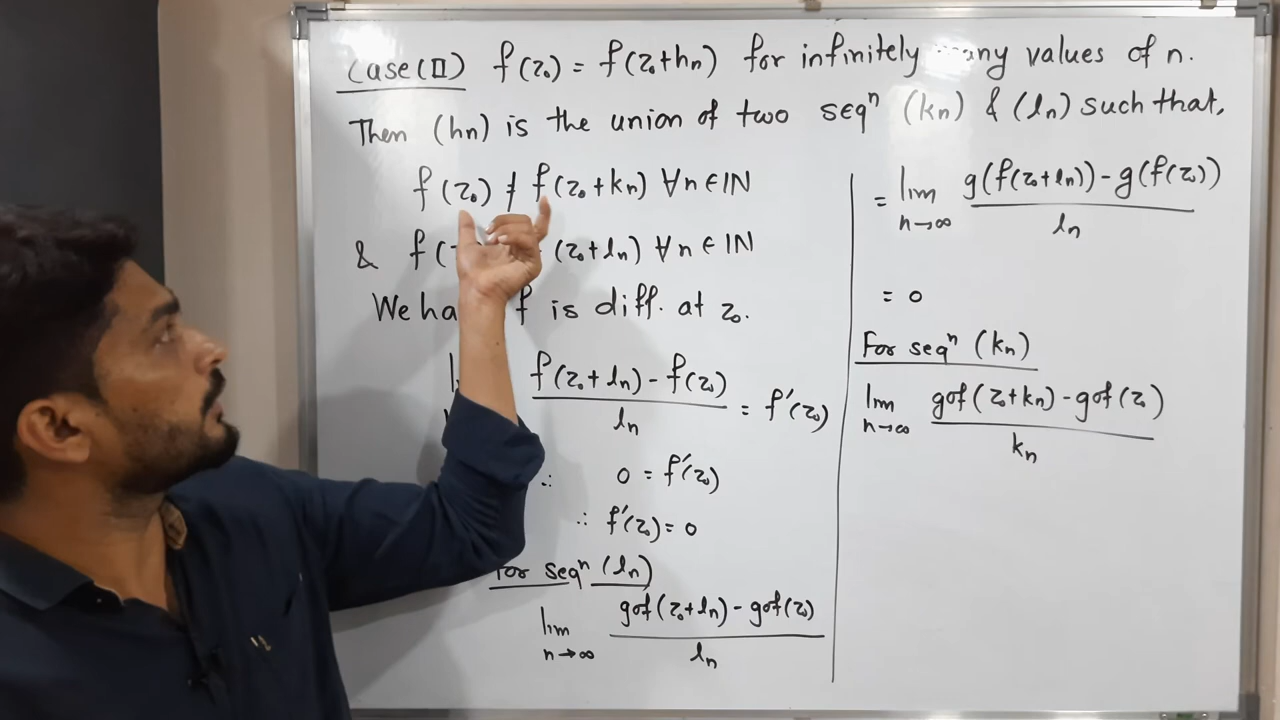 Case (II) f(z₀) = f(z₀+hₙ) for infinitely values of n.
Then (hₙ) is the union of two seqⁿ (kₙ) & (lₙ) such that,
f(z₀) ≠ f(z₀+kₙ) ∀n∈ℕ
& f( (z₀+lₙ) ∀n∈ℕ
We f is diff. at z₀.
f(z₀+lₙ) - f(z₀) / lₙ = f'(z₀)
∴ 0 = f'(z₀)
∴ f'(z₀) = 0
For seqⁿ (lₙ)
lim n→∞ gof(z₀+lₙ) - gof(z₀) / lₙ
= lim n→∞ g(f(z₀+lₙ)) - g(f(z₀)) / lₙ
= 0
For seqⁿ (kₙ)
lim n→∞ gof(z₀+kₙ) - gof(z₀) / kₙ